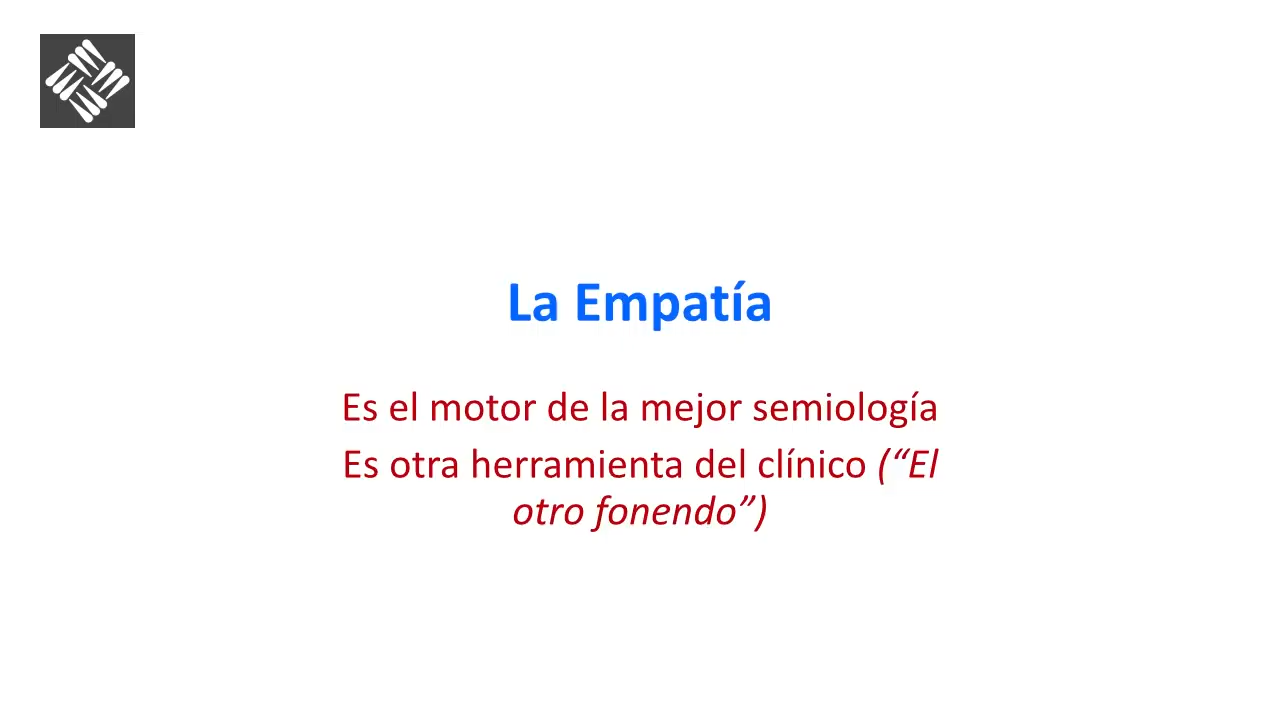 La Empatía
Es el motor de la mejor semiología
Es otra herramienta del clínico (“El
otro fonendo”)